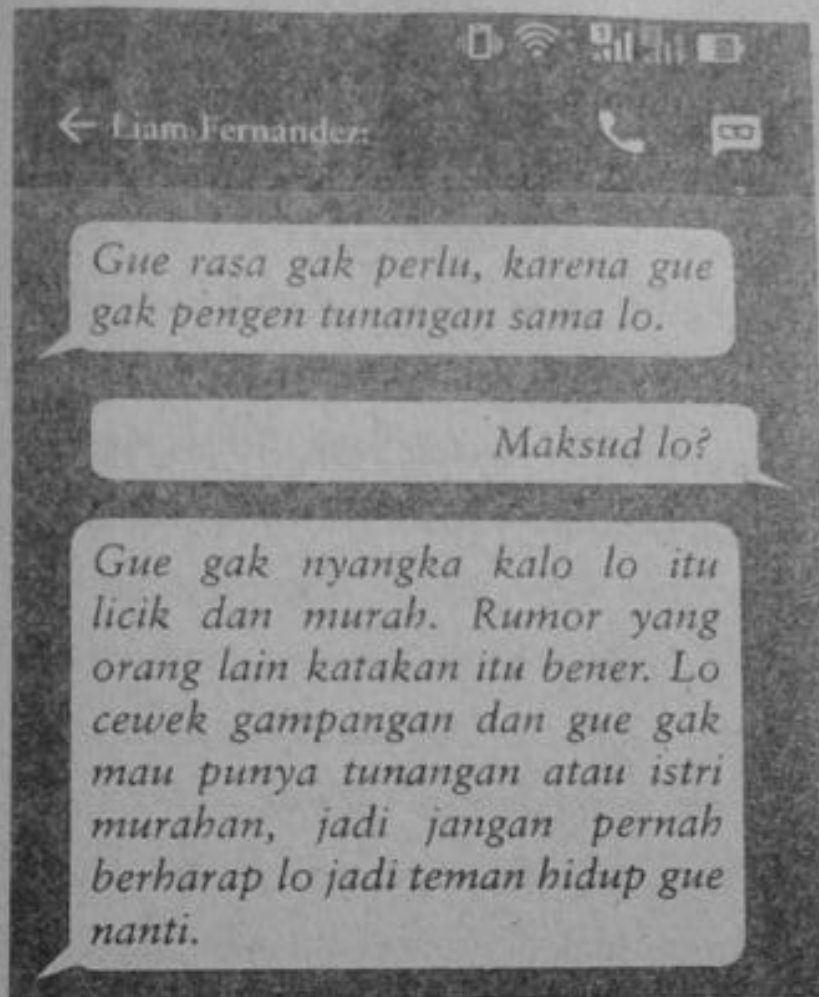 Liam Fernandez:
Gue rasa gak perlu, karena gue
gak pengen tunangan sama lo.
Maksud lo?
Gue gak nyangka kalo lo itu
licik dan murah. Rumor yang
orang lain katakan itu bener. Lo
cewek gampangan dan gue gak
mau punya tunangan atau istri
murahan, jadi jangan pernah
berharap lo jadi teman hidup gue
nanti.